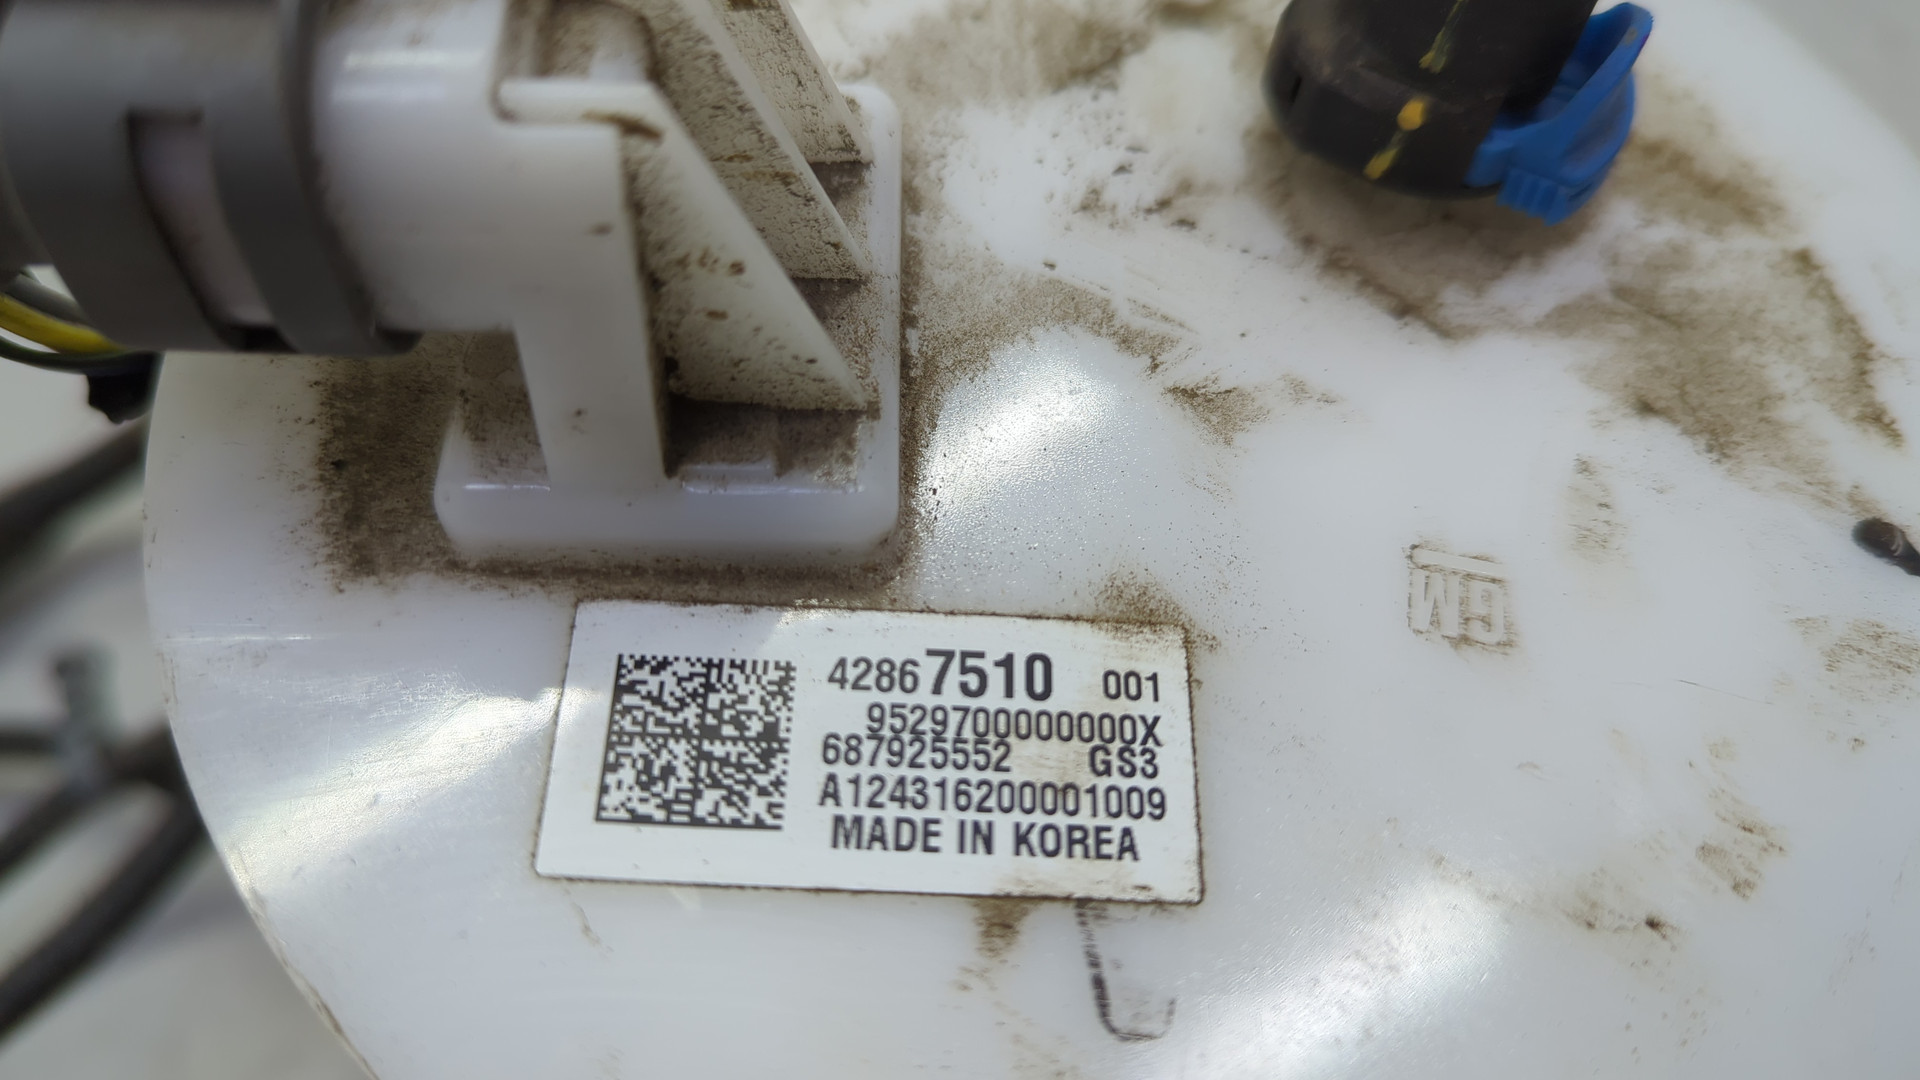 GM
42867510 001
9529700000000X
687925552 GS3
A124316200001009
MADE IN KOREA